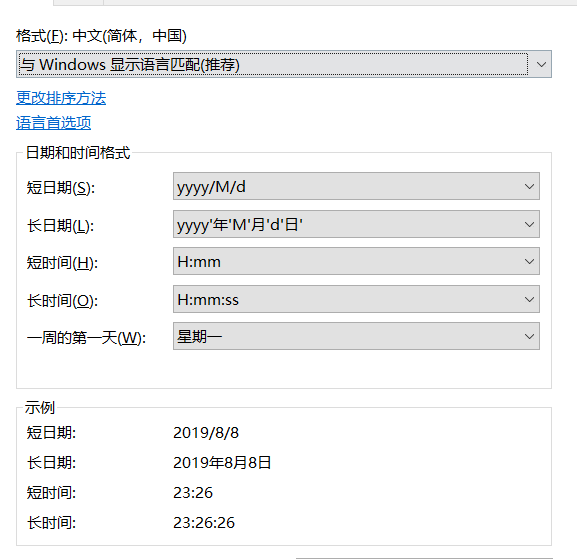 格式(F): 中文(简体，中国)
与 Windows 显示语言匹配(推荐)
更改排序方法
语言首选项
日期和时间格式
短日期(S): yyyy/M/d
长日期(L): yyyy'年'M'月'd'日'
短时间(H): H:mm
长时间(O): H:mm:ss
一周的第一天(W): 星期一
示例
短日期: 2019/8/8
长日期: 2019年8月8日
短时间: 23:26
长时间: 23:26:26